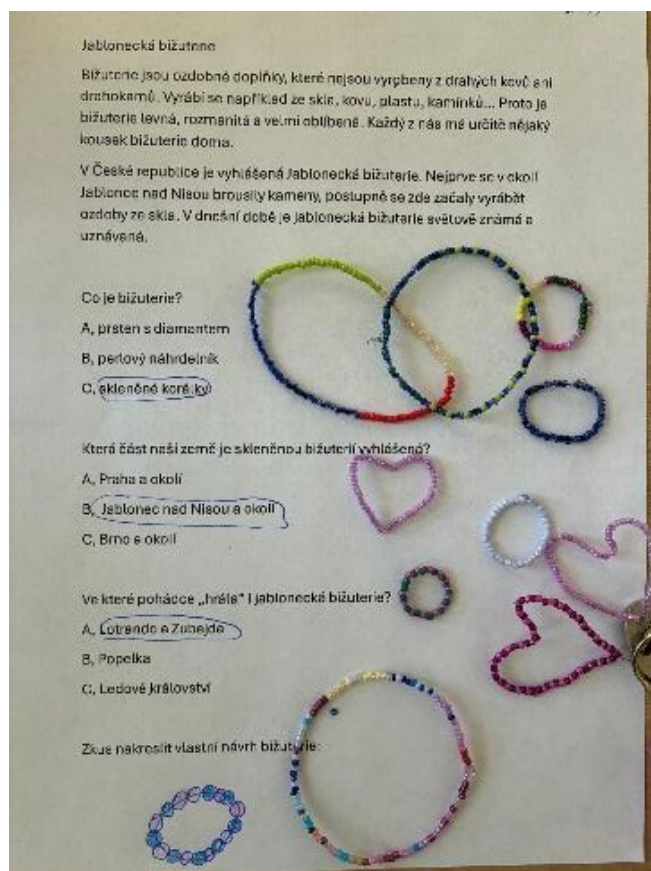 Jablonecká bižuterie
Bižuterie jsou ozdobné doplňky, které nejsou vyrobeny z drahých kovů ani
drahokamů. Vyrábí se například ze skla, kovu, plastu, kamínků... Proto je
bižuterie levná, rozmanitá a velmi oblíbená. Každý z nás má určitě nějaký
kousek bižuterie doma.
V České republice je vyhlášená Jablonecká bižuterie. Nejprve se v okolí
Jablonce nad Nisou brousily kameny, postupně se zde začaly vyrábět
ozdoby ze skla. V dnešní době je jablonecká bižuterie světově známá a
uznávaná.
Co je bižuterie?
A, prsten s diamantem
B, perlový náhrdelník
C, skleněné korálky
Která část naší země je skleněnou bižuterií vyhlášená?
A, Praha a okolí
B, Jablonec nad Nisou a okolí
C, Brno a okolí
Ve které pohádce „hrála“ i jablonecká bižuterie?
A, Lotrando a Zubejda
B, Popelka
C, Ledové království
Zkus nakreslit vlastní návrh bižuterie: